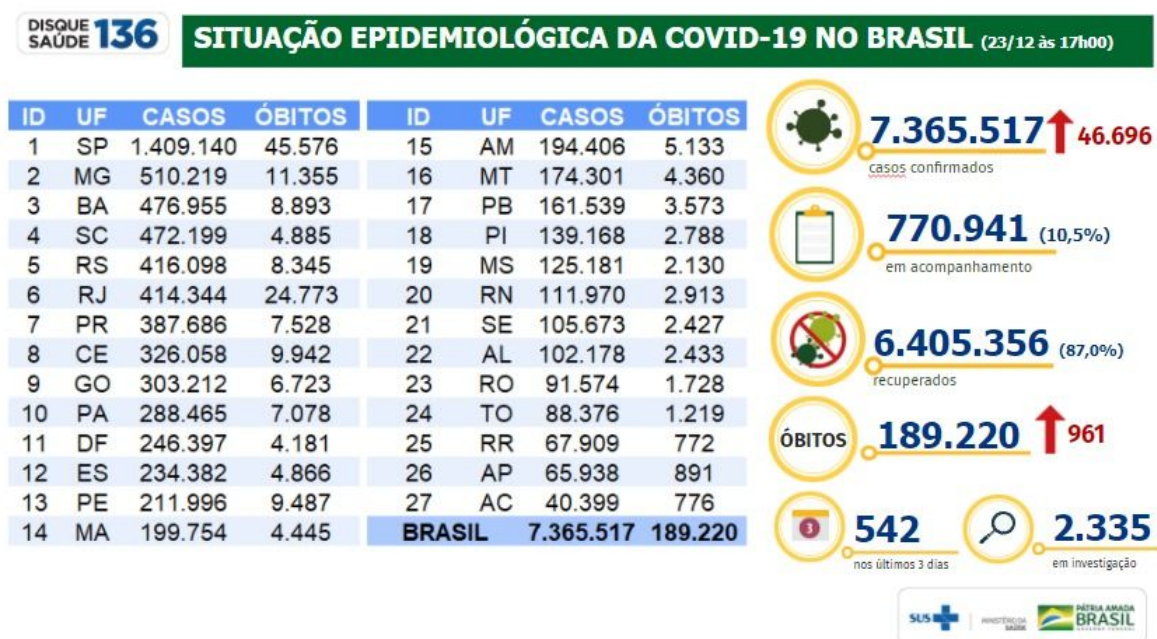 DISQUE
SAÚDE 136
SITUAÇÃO EPIDEMIOLÓGICA DA COVID-19 NO BRASIL (23/12 às 17h00)
ID UF CASOS ÓBITOS ID UF CASOS ÓBITOS
1 SP 1.409.140 45.576 15 AM 194.406 5.133
2 MG 510.219 11.355 16 MT 174.301 4.360
3 BA 476.955 8.893 17 PB 161.539 3.573
4 SC 472.199 4.885 18 PI 139.168 2.788
5 RS 416.098 8.345 19 MS 125.181 2.130
6 RJ 414.344 24.773 20 RN 111.970 2.913
7 PR 387.686 7.528 21 SE 105.673 2.427
8 CE 326.058 9.942 22 AL 102.178 2.433
9 GO 303.212 6.723 23 RO 91.574 1.728
10 PA 288.465 7.078 24 TO 88.376 1.219
11 DF 246.397 4.181 25 RR 67.909 772
12 ES 234.382 4.866 26 AP 65.938 891
13 PE 211.996 9.487 27 AC 40.399 776
14 MA 199.754 4.445 BRASIL 7.365.517 189.220
7.365.517 46.696
casos confirmados
770.941 (10,5%)
em acompanhamento
6.405.356 (87,0%)
recuperados
ÓBITOS 189.220 961
3 542
nos últimos 3 dias
2.335
em investigação
SUS
MINISTÉRIO DA
SAÚDE
PÁTRIA AMADA
BRASIL
GOVERNO FEDERAL